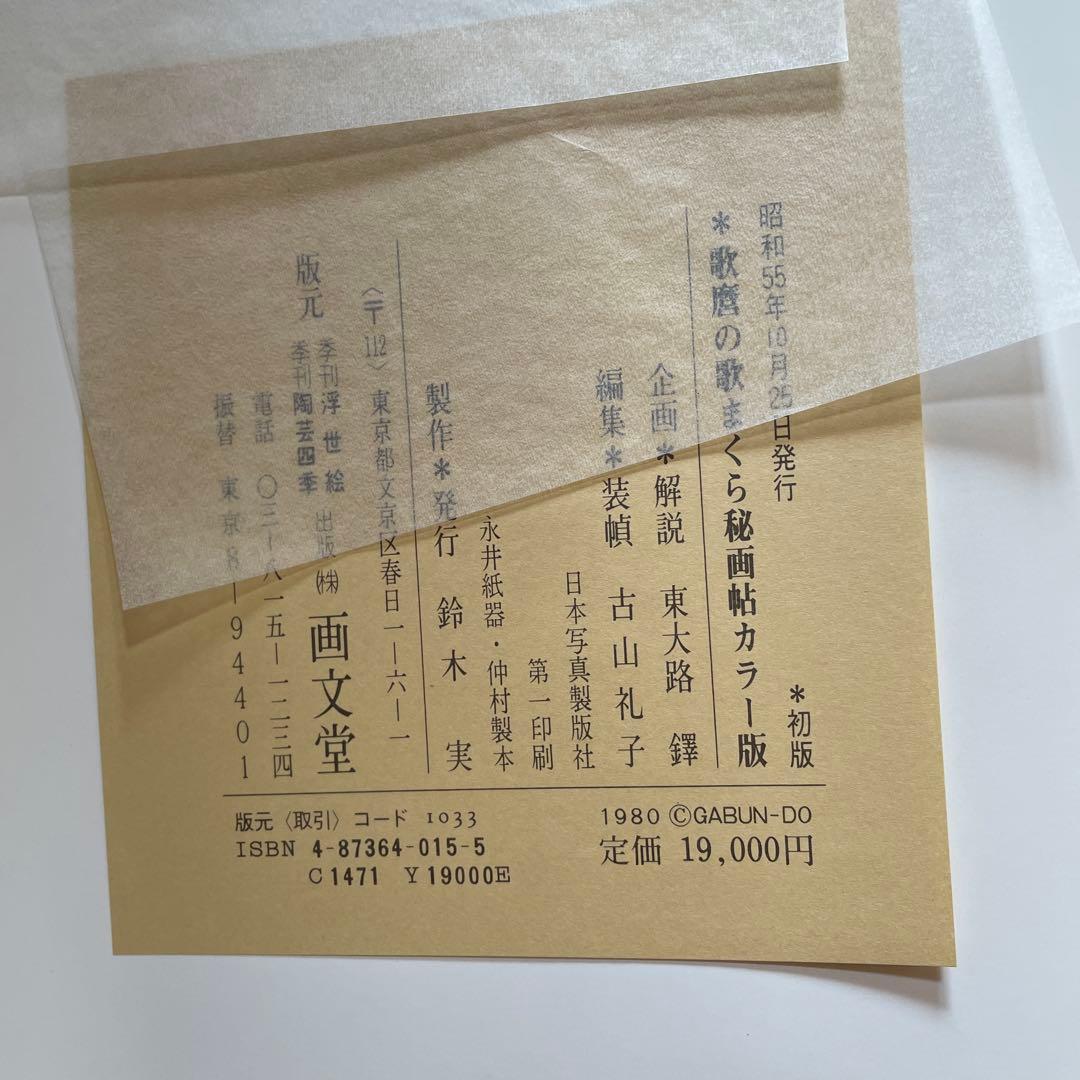 昭和55年10月25日発行 *初版
*歌麿の歌まくら秘画帖カラー版
企画*解説 東大路 鐸
編集*装幀 古山礼子
日本写真製版社
第一印刷
永井紙器・仲村製本
製作*発行 鈴木 実
〈〒112〉東京都文京区春日一—六—一
版元 季刊浮世絵 季刊陶芸四季 出版㈱ 画文堂
電話 〇三—八一五—一二三四
振替 東京 8—94401
版元〈取引〉コード 1033
ISBN 4-87364-015-5
C1471 Y19000E
1980 ©GABUN-DO
定価 19,000円